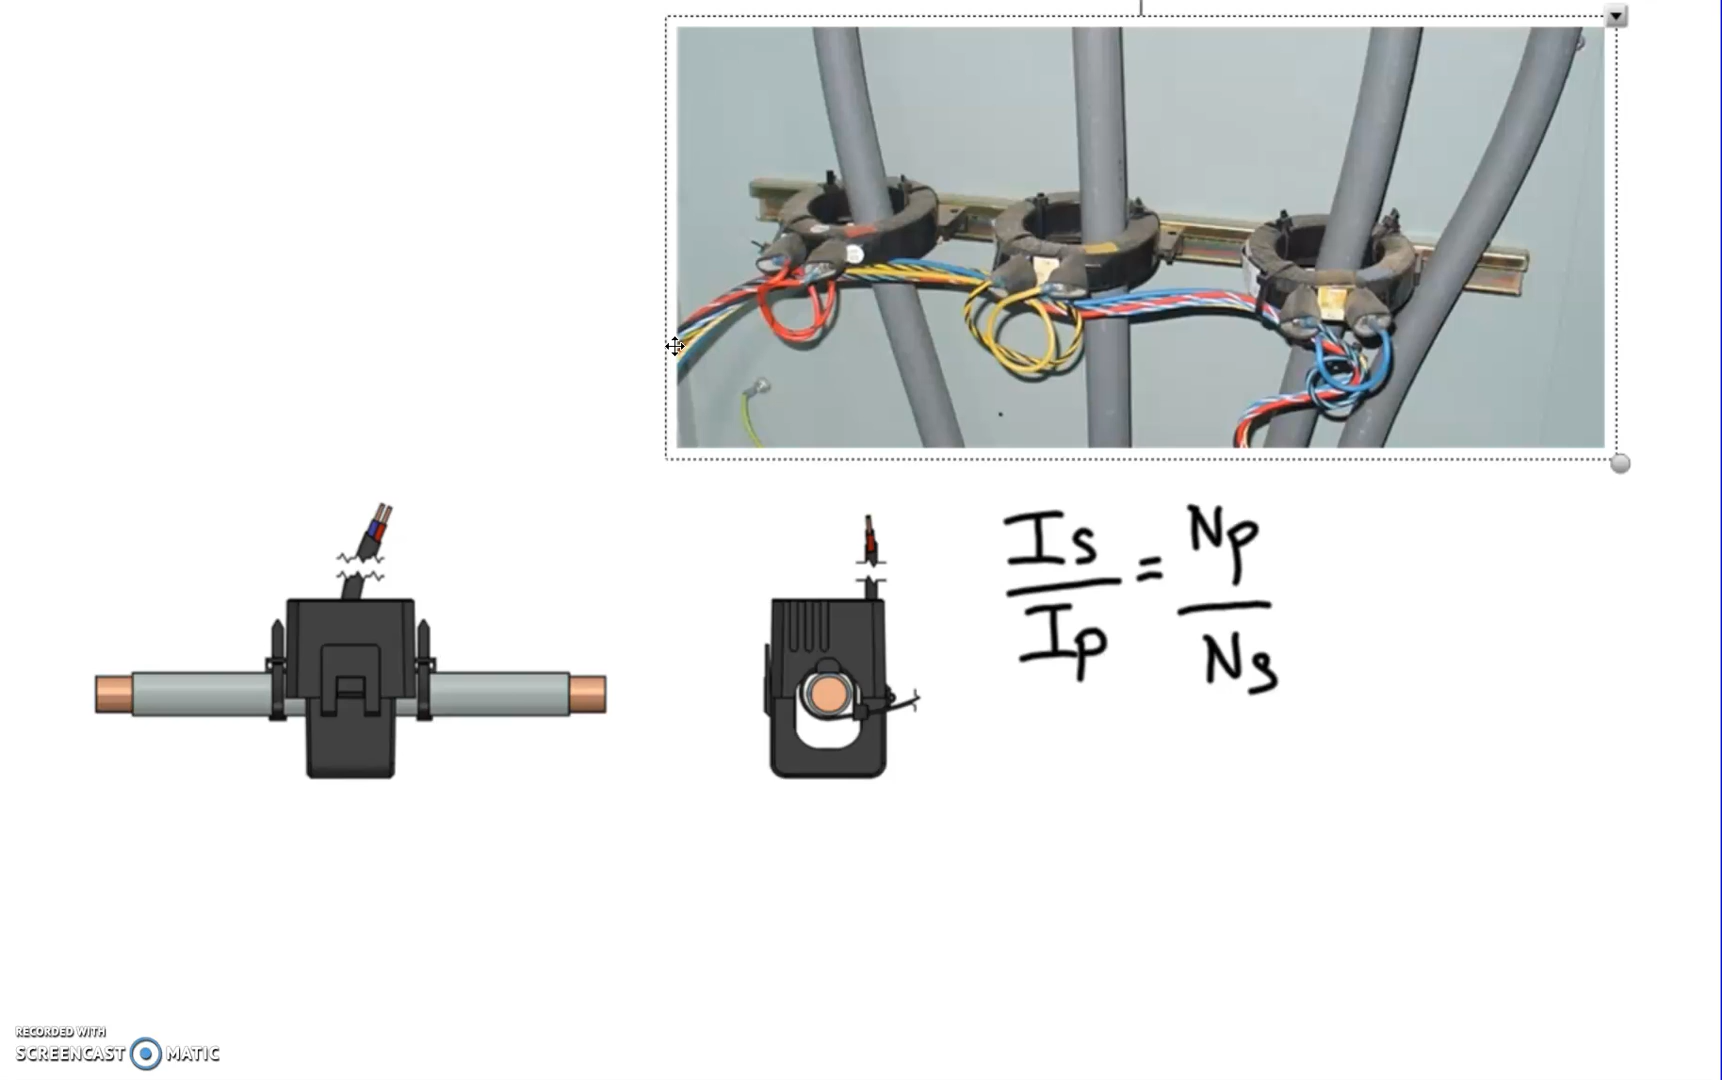 Is / Ip = Np / Ns
RECORDED WITH
SCREENCAST MATIC